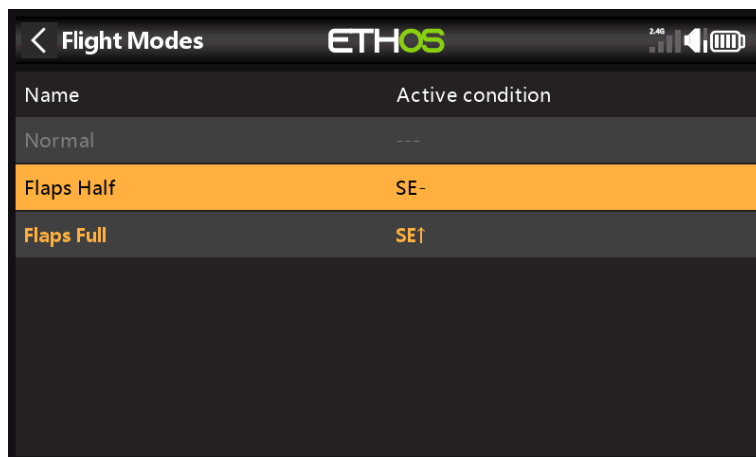 Flight Modes ETHOS 2.4G
Name Active condition
Normal ---
Flaps Half SE-
Flaps Full SE↑